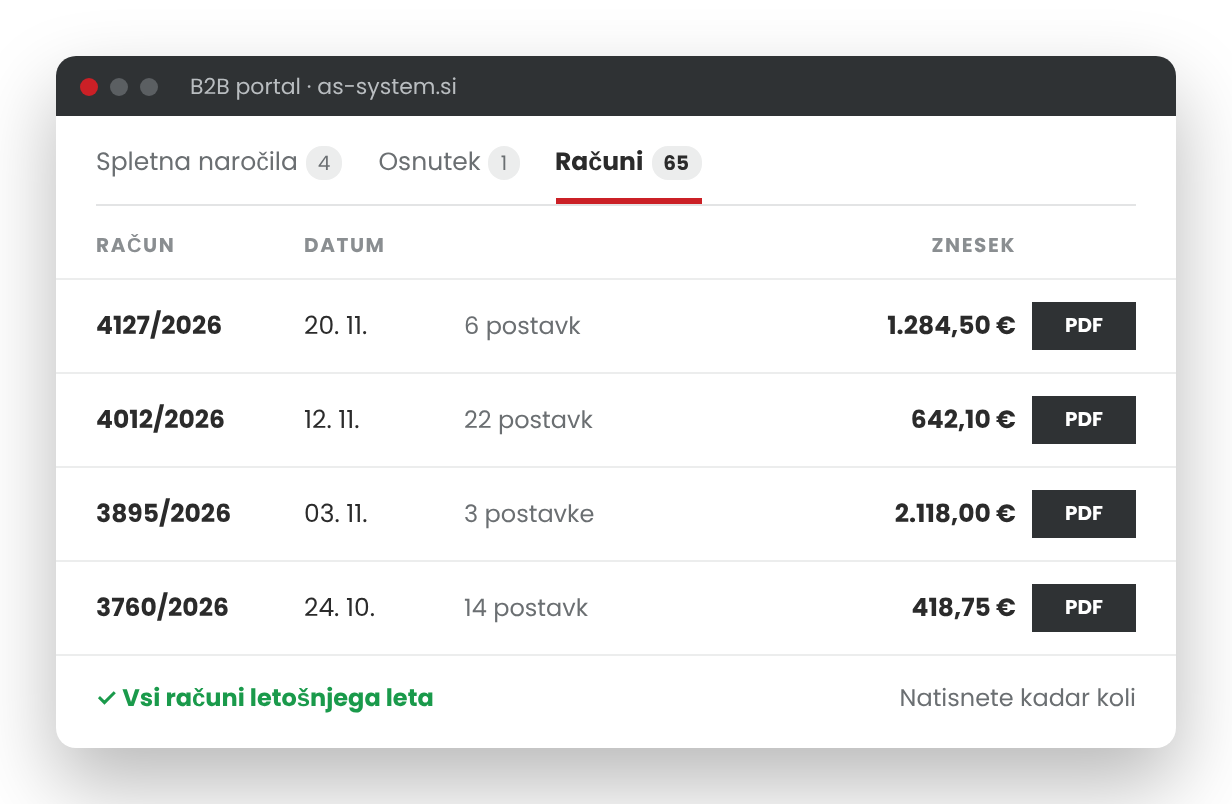 B2B portal · as-system.si
Spletna naročila 4 Osnutek 1 Računi 65
RAČUN DATUM ZNESEK
4127/2026 20. 11. 6 postavk 1.284,50 € PDF
4012/2026 12. 11. 22 postavk 642,10 € PDF
3895/2026 03. 11. 3 postavke 2.118,00 € PDF
3760/2026 24. 10. 14 postavk 418,75 € PDF
✓ Vsi računi letošnjega leta Natisnete kadar koli